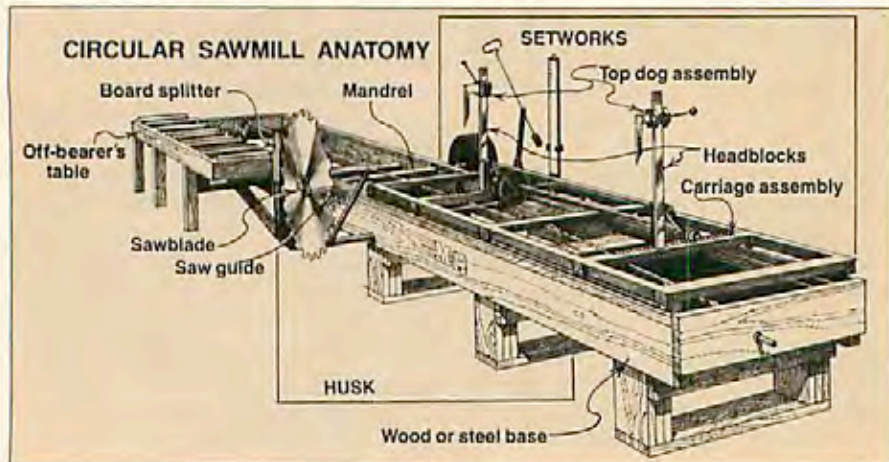 CIRCULAR SAWMILL ANATOMY
SETWORKS
Board splitter
Mandrel
Top dog assembly
Off-bearer's
table
Headblocks
Carriage assembly
Sawblade
Saw guide
HUSK
Wood or steel base